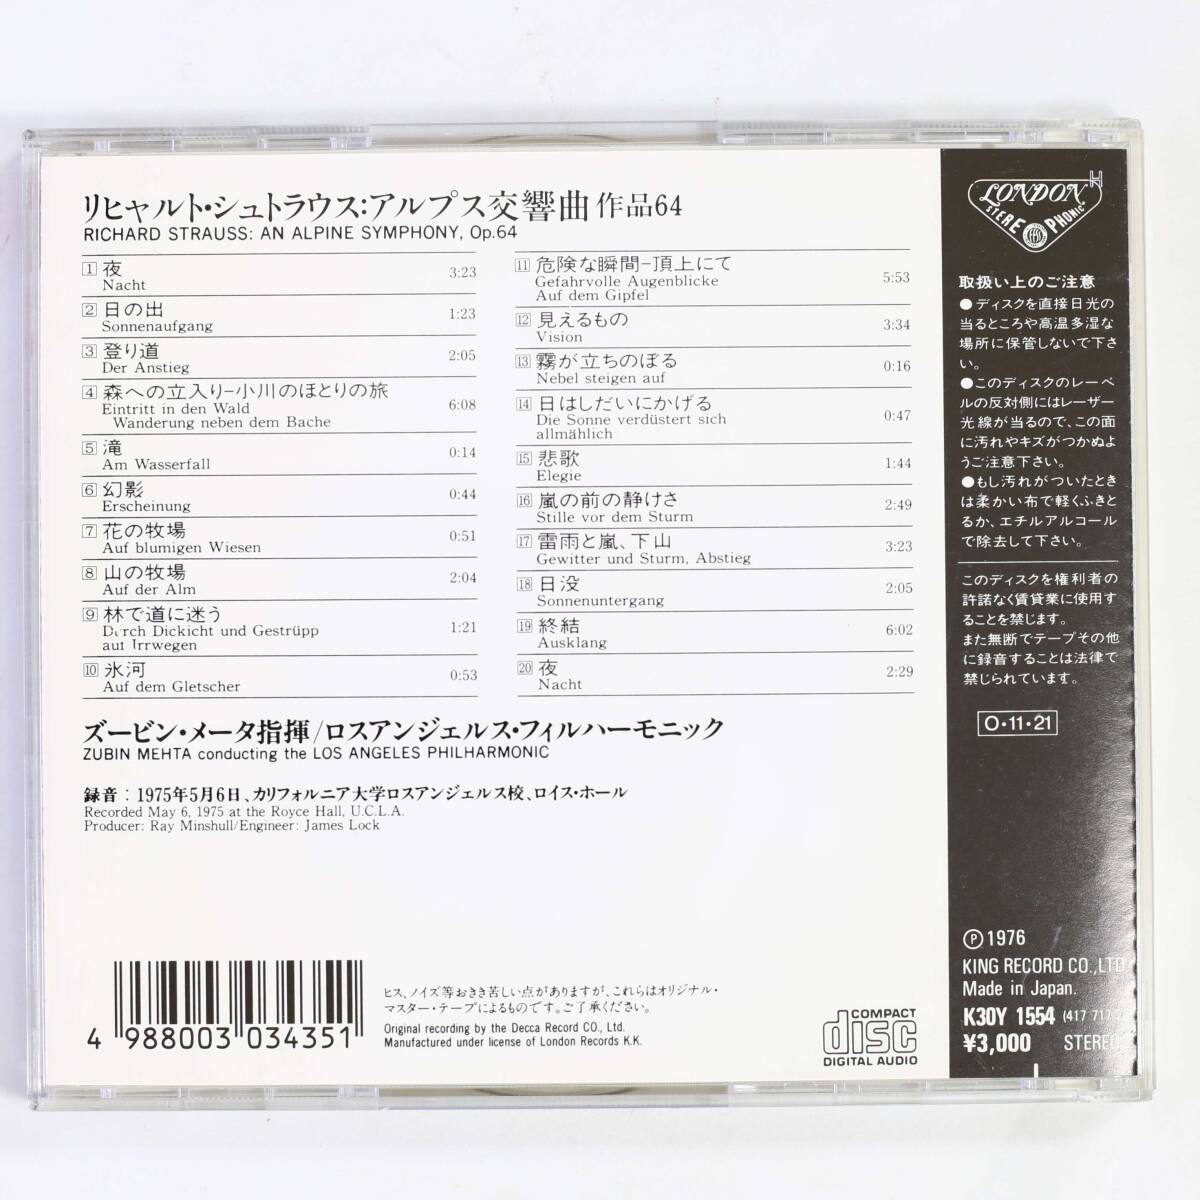 リヒャルト・シュトラウス:アルプス交響曲 作品64
RICHARD STRAUSS: AN ALPINE SYMPHONY, Op.64
1 夜 3:23
Nacht
2 日の出 1:23
Sonnenaufgang
3 登り道 2:05
Der Anstieg
4 森への立入り-小川のほとりの旅 6:08
Eintritt in den Wald
Wanderung neben dem Bache
5 滝 0:14
Am Wasserfall
6 幻影 0:44
Erscheinung
7 花の牧場 0:51
Auf blumigen Wiesen
8 山の牧場 2:04
Auf der Alm
9 林で道に迷う 1:21
Durch Dickicht und Gestrüpp
auf Irrwegen
10 氷河 0:53
Auf dem Gletscher
11 危険な瞬間-頂上にて 5:53
Gefahrvolle Augenblicke
Auf dem Gipfel
12 見えるもの 3:34
Vision
13 霧が立ちのぼる 0:16
Nebel steigen auf
14 日はしだいにかげる 0:47
Die Sonne verdüstert sich
allmählich
15 悲歌 1:44
Elegie
16 嵐の前の静けさ 2:49
Stille vor dem Sturm
17 雷雨と嵐、下山 3:23
Gewitter und Sturm, Abstieg
18 日没 2:05
Sonnenuntergang
19 終結 6:02
Ausklang
20 夜 2:29
Nacht
ズービン・メータ指揮/ロスアンジェルス・フィルハーモニック
ZUBIN MEHTA conducting the LOS ANGELES PHILHARMONIC
録音:1975年5月6日、カリフォルニア大学ロスアンジェルス校、ロイス・ホール
Recorded May 6, 1975 at the Royce Hall, U.C.L.A.
Producer: Ray Minshull/Engineer: James Lock
4 988003 034351
ヒス、ノイズ等おきき苦しい点がありますが、これらはオリジナル・
マスター・テープによるものです。ご了承ください。
Original recording by the Decca Record CO., Ltd.
Manufactured under license of London Records K.K.
COMPACT
disc
DIGITAL AUDIO
LONDON
STEREOPHONIC
取扱い上のご注意
●ディスクを直接日光の
当るところや高温多湿な
場所に保管しないで下さ
い。
●このディスクのレーベ
ルの反対側にはレーザー
光線が当るので、この面
に汚れやキズがつかぬよ
うご注意下さい。
●もし汚れがついたとき
は柔かい布で軽くふきと
るか、エチルアルコール
で除去して下さい。
このディスクを権利者の
許諾なく賃貸業に使用す
ることを禁じます。
また無断でテープその他
に録音することは法律で
禁じられています。
O・11・21
Ⓟ1976
KING RECORD CO.,LTD
Made in Japan.
K30Y 1554
¥3,000 STEREO